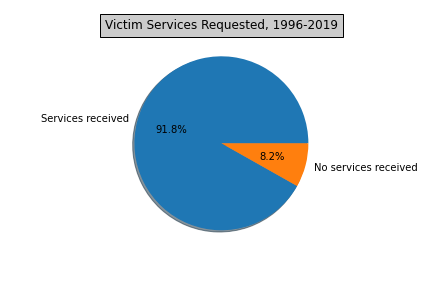 Victim Services Requested, 1996-2019
Services received
91.8%
8.2%
No services received